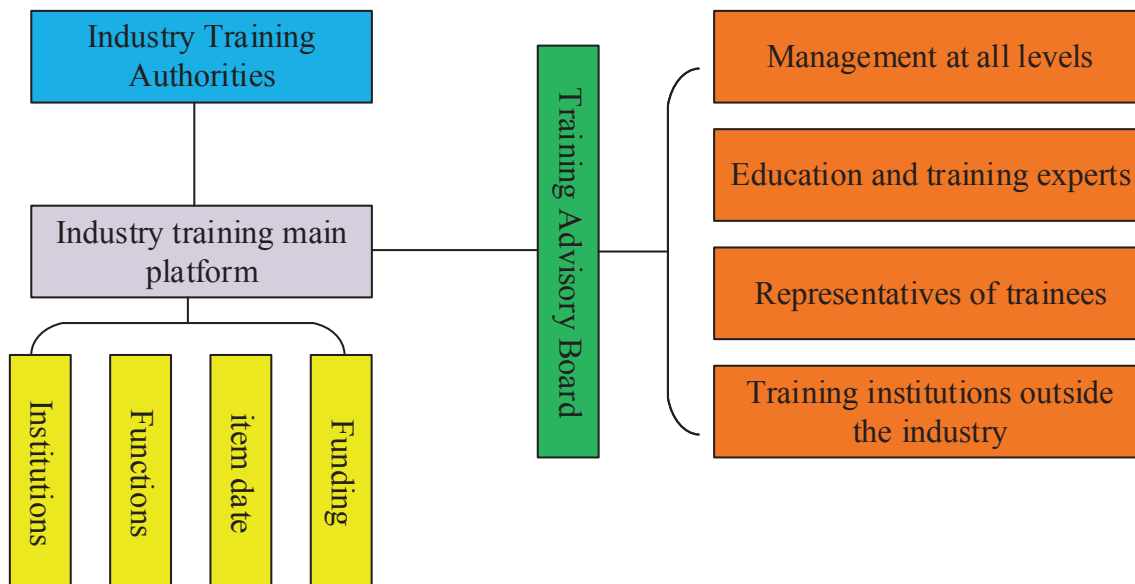 Industry Training
Authorities
Industry training main
platform
Institutions
Functions
item date
Funding
Training Advisory Board
Management at all levels
Education and training experts
Representatives of trainees
Training institutions outside
the industry